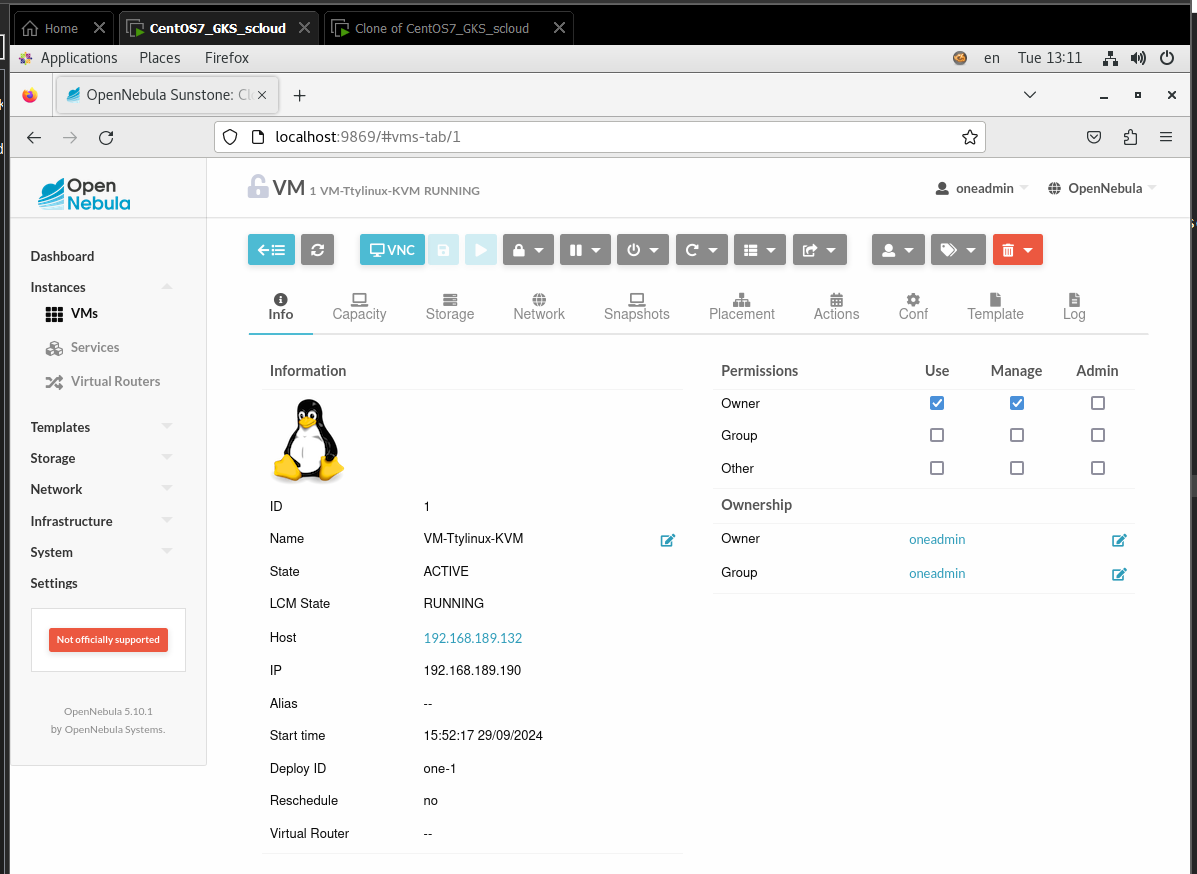 Home
CentOS7_GKS_scloud
Clone of CentOS7_GKS_scloud
Applications Places Firefox
en Tue 13:11
OpenNebula Sunstone: Cl
localhost:9869/#vms-tab/1
Open
Nebula
VM 1 VM-Ttylinux-KVM RUNNING
oneadmin OpenNebula
VNC
Dashboard
Instances
VMs
Services
Virtual Routers
Templates
Storage
Network
Infrastructure
System
Settings
Not officially supported
OpenNebula 5.10.1
by OpenNebula Systems.
Info Capacity Storage Network Snapshots Placement Actions Conf Template Log
Information
ID 1
Name VM-Ttylinux-KVM
State ACTIVE
LCM State RUNNING
Host 192.168.189.132
IP 192.168.189.190
Alias --
Start time 15:52:17 29/09/2024
Deploy ID one-1
Reschedule no
Virtual Router --
Permissions Use Manage Admin
Owner
Group
Other
Ownership
Owner oneadmin
Group oneadmin